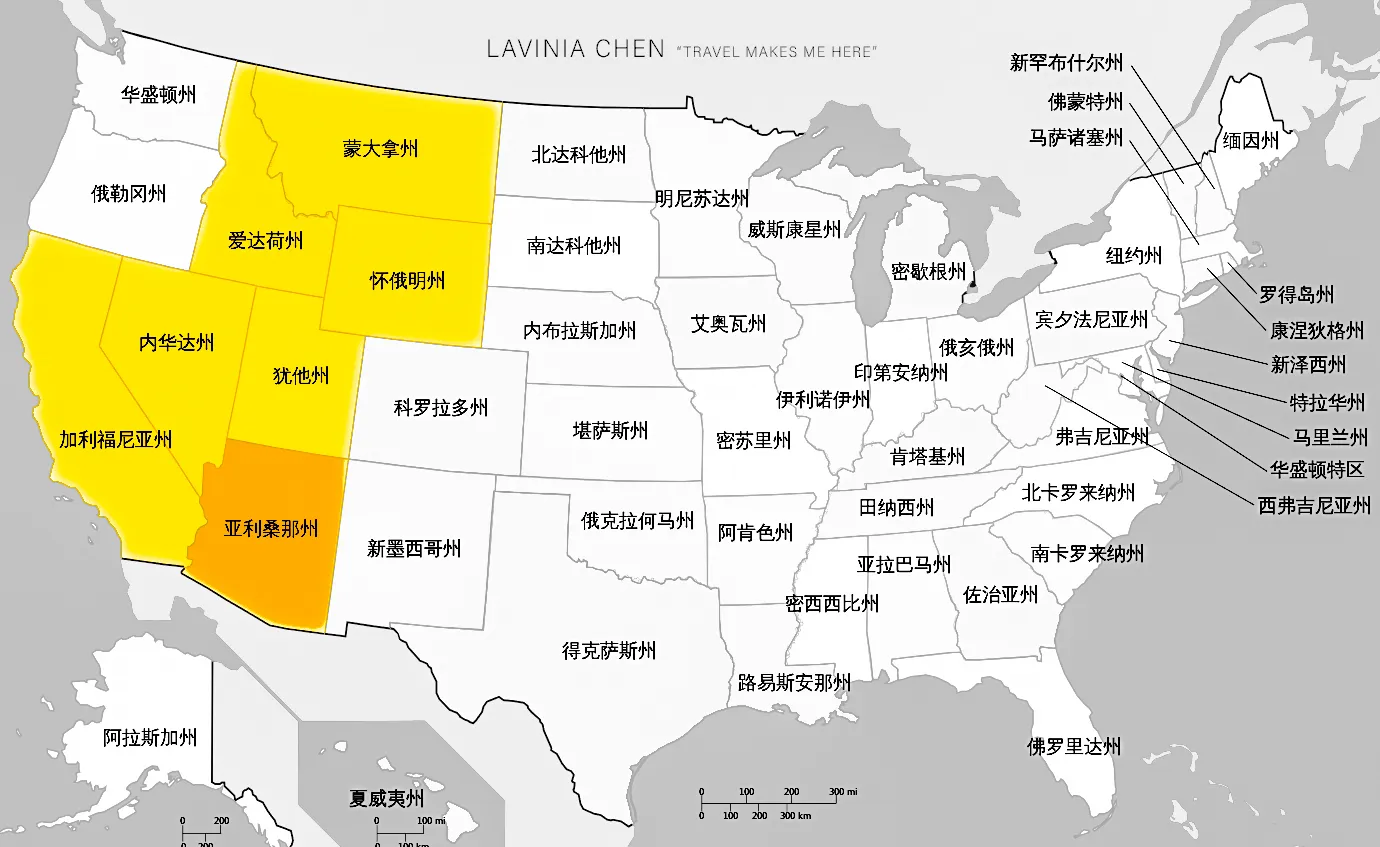 LAVINIA CHEN "TRAVEL MAKES ME HERE"
新罕布什尔州
华盛顿州
佛蒙特州
马萨诸塞州
缅因州
蒙大拿州
北达科他州
俄勒冈州
明尼苏达州
威斯康星州
爱达荷州
南达科他州
纽约州
密歇根州
怀俄明州
罗得岛州
宾夕法尼亚州
艾奥瓦州
内布拉斯加州
康涅狄格州
内华达州
俄亥俄州
新泽西州
印第安纳州
犹他州
伊利诺伊州
特拉华州
科罗拉多州
堪萨斯州
密苏里州
弗吉尼亚州
马里兰州
加利福尼亚州
肯塔基州
华盛顿特区
北卡罗来纳州
田纳西州
西弗吉尼亚州
俄克拉何马州
亚利桑那州
阿肯色州
新墨西哥州
南卡罗来纳州
亚拉巴马州
佐治亚州
密西西比州
得克萨斯州
路易斯安那州
阿拉斯加州
佛罗里达州
夏威夷州
0 100 200 300 mi
0 100 200 300 km
0 200
0 200
0 100 mi
0 100 km